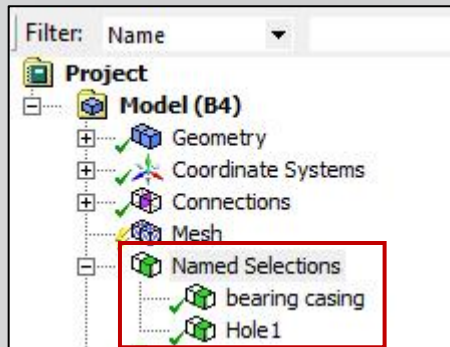 Filter: Name
Project
Model (B4)
Geometry
Coordinate Systems
Connections
Mesh
Named Selections
bearing casing
Hole1